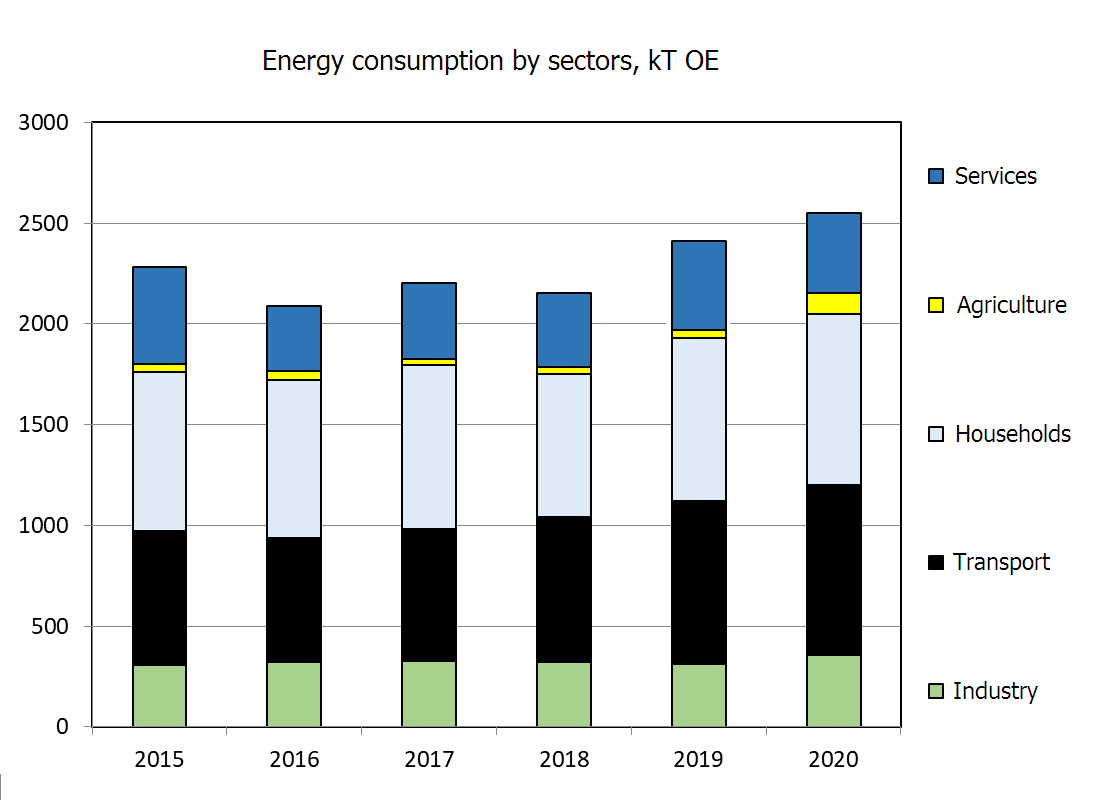 Energy consumption by sectors, kT OE
3000
2500
2000
1500
1000
500
0
2015 2016 2017 2018 2019 2020
Services
Agriculture
Households
Transport
Industry